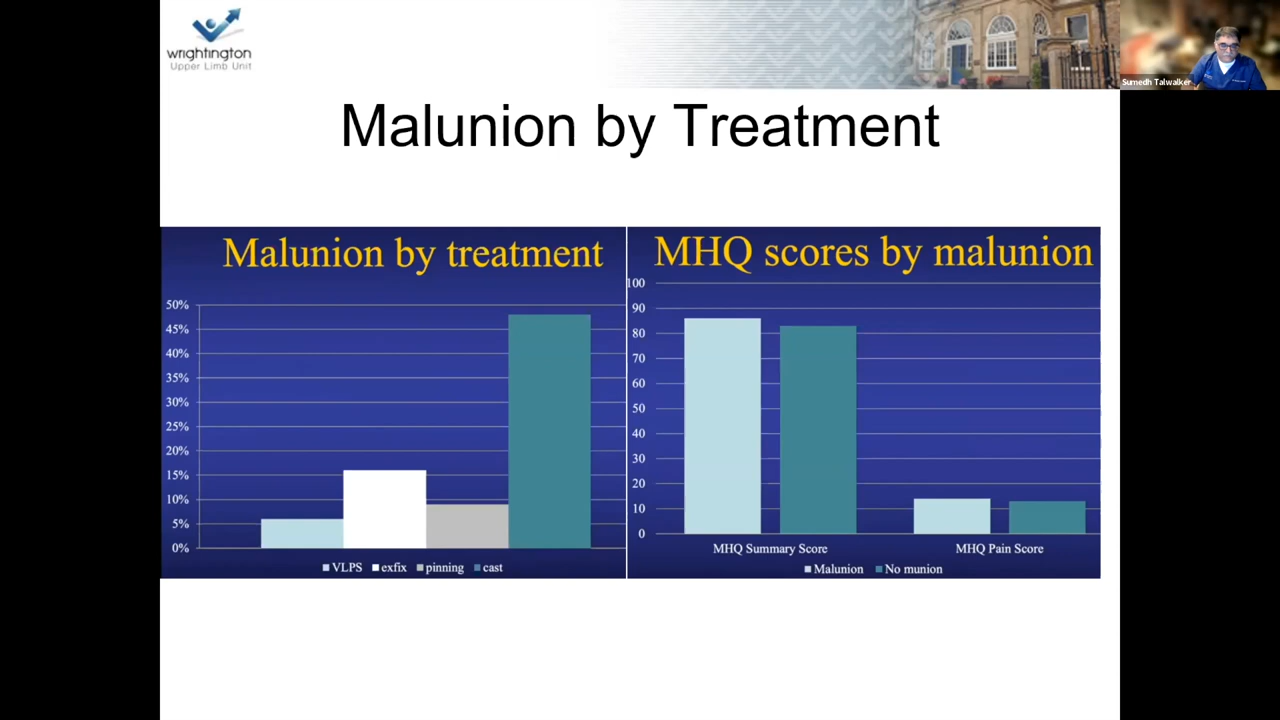 wrightington
Upper Limb Unit
Sumedh Talwalker
Malunion by Treatment
Malunion by treatment
50%
45%
40%
35%
30%
25%
20%
15%
10%
5%
0%
VLPS exfix pinning cast
MHQ scores by malunion
100
90
80
70
60
50
40
30
20
10
0
MHQ Summary Score MHQ Pain Score
Malunion No munion